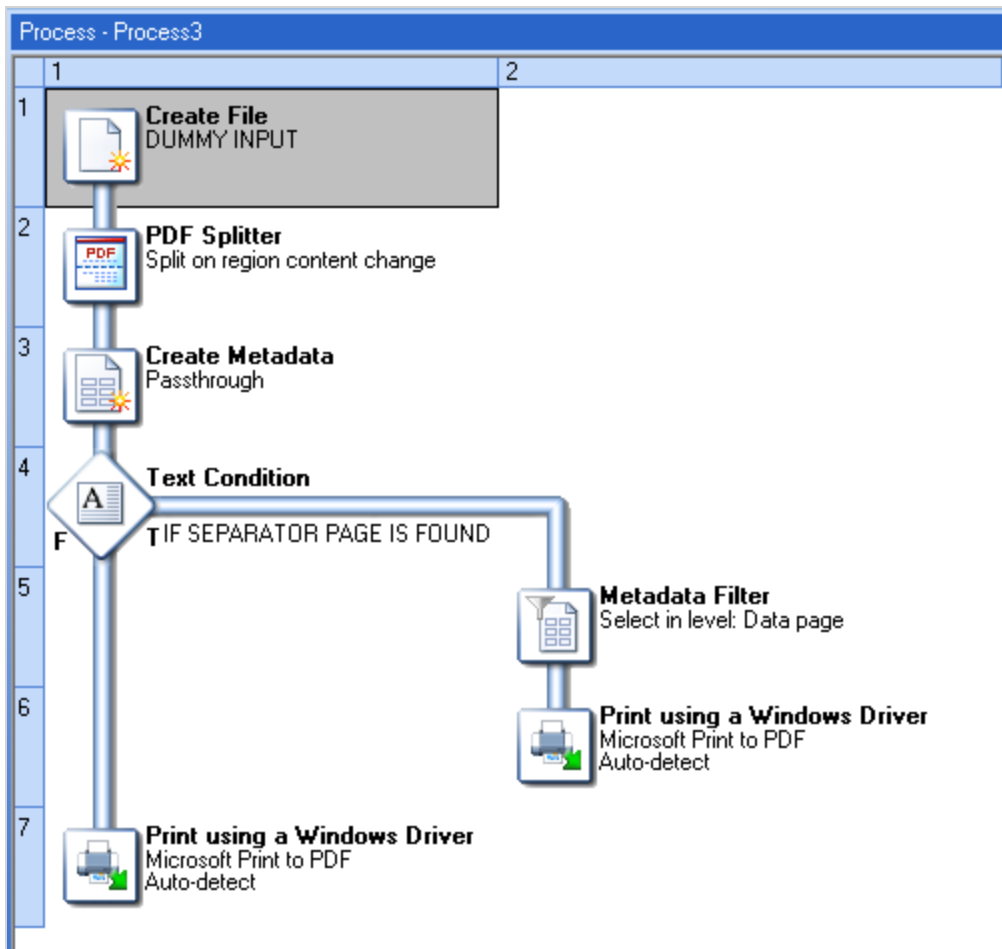 Process - Process3
1 2
1
Create File
DUMMY INPUT
2
PDF Splitter
Split on region content change
PDF
3
Create Metadata
Passthrough
4
Text Condition
A
F
T IF SEPARATOR PAGE IS FOUND
5
Metadata Filter
Select in level: Data page
6
Print using a Windows Driver
Microsoft Print to PDF
Auto-detect
7
Print using a Windows Driver
Microsoft Print to PDF
Auto-detect